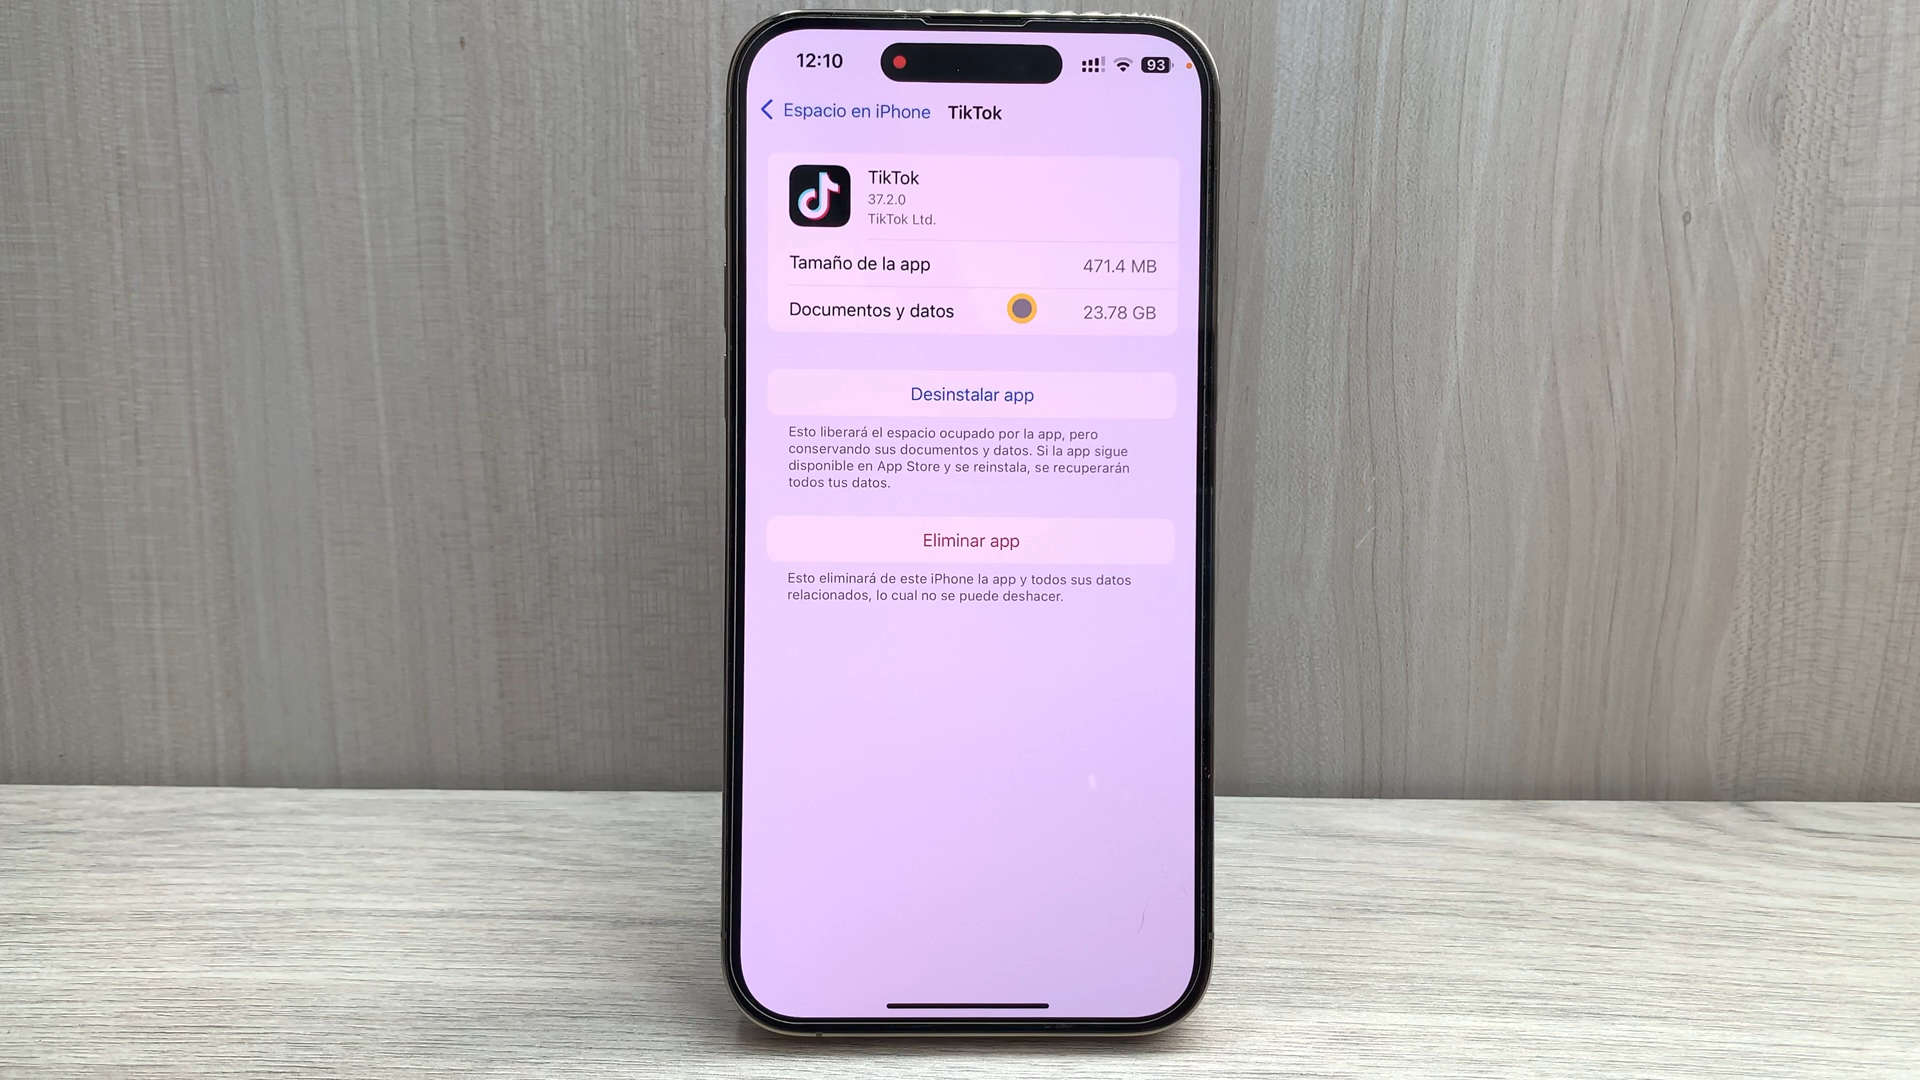 12:10
93
Espacio en iPhone TikTok
TikTok
37.2.0
TikTok Ltd.
Tamaño de la app 471.4 MB
Documentos y datos 23.78 GB
Desinstalar app
Esto liberará el espacio ocupado por la app, pero
conservando sus documentos y datos. Si la app sigue
disponible en App Store y se reinstala, se recuperarán
todos tus datos.
Eliminar app
Esto eliminará de este iPhone la app y todos sus datos
relacionados, lo cual no se puede deshacer.